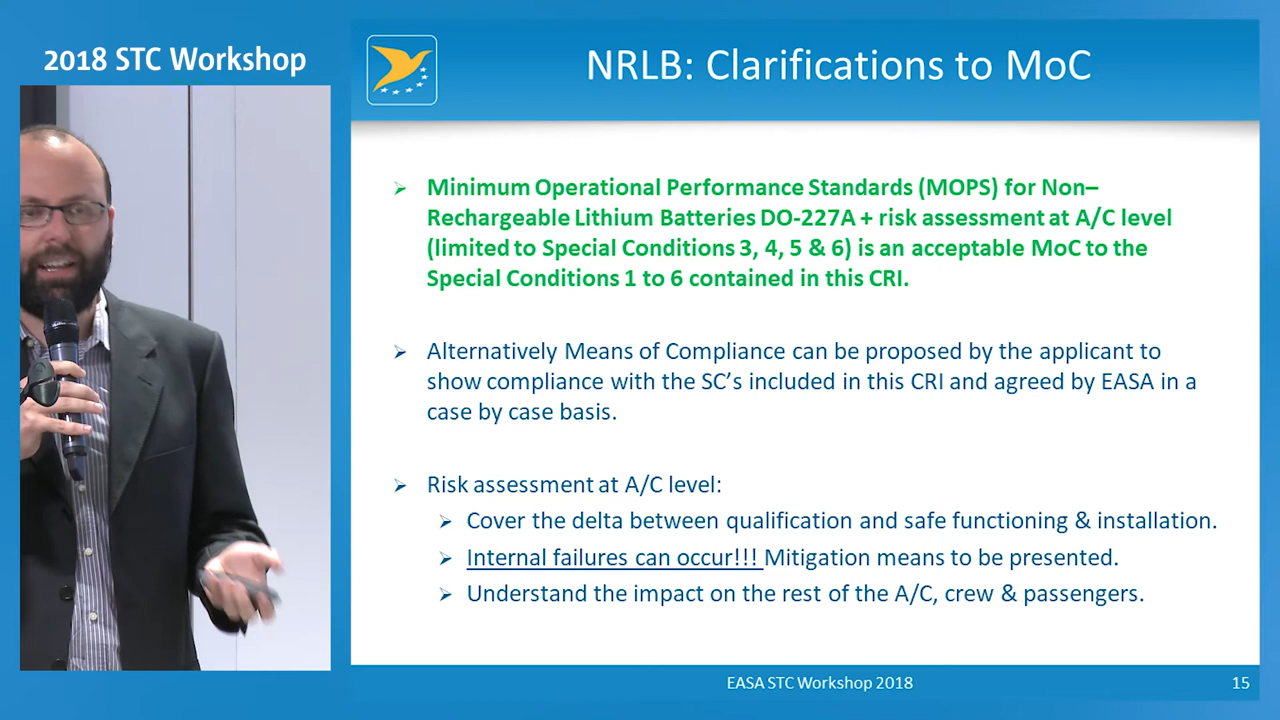 2018 STC Workshop
NRLB: Clarifications to MoC
Minimum Operational Performance Standards (MOPS) for Non–
Rechargeable Lithium Batteries DO-227A + risk assessment at A/C level
(limited to Special Conditions 3, 4, 5 & 6) is an acceptable MoC to the
Special Conditions 1 to 6 contained in this CRI.
Alternatively Means of Compliance can be proposed by the applicant to
show compliance with the SC’s included in this CRI and agreed by EASA in a
case by case basis.
Risk assessment at A/C level:
Cover the delta between qualification and safe functioning & installation.
Internal failures can occur!!! Mitigation means to be presented.
Understand the impact on the rest of the A/C, crew & passengers.
EASA STC Workshop 2018
15